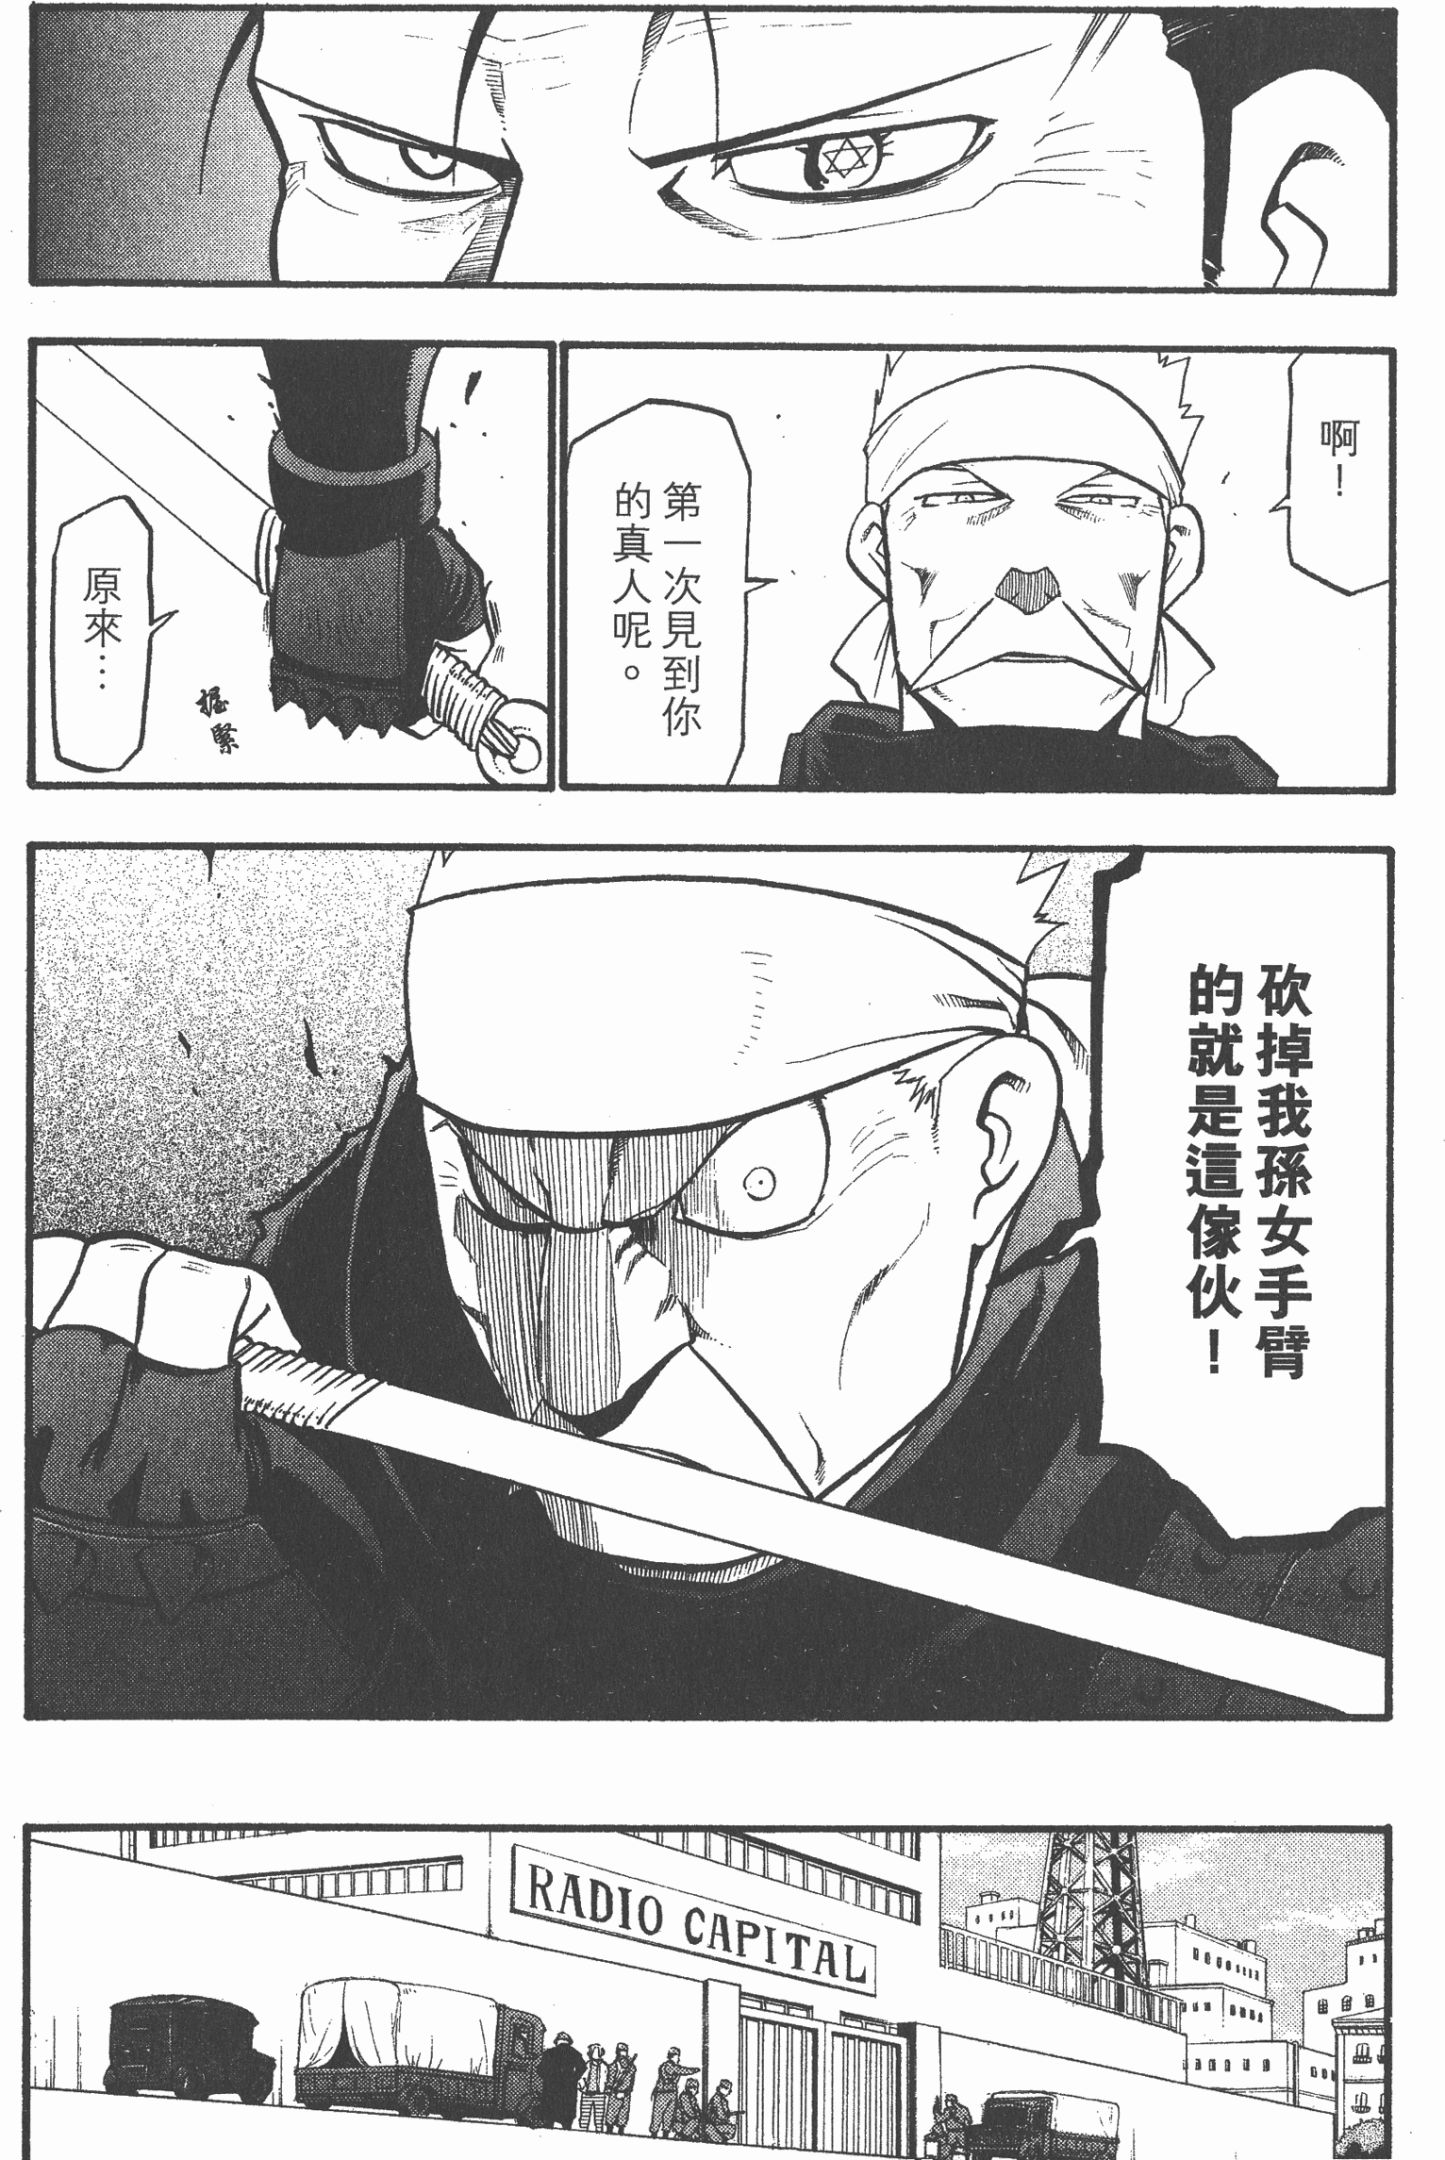 啊！
第一次見到你
的真人呢。
原來…
握緊
砍掉我孫女手臂
的就是這傢伙！
RADIO CAPITAL